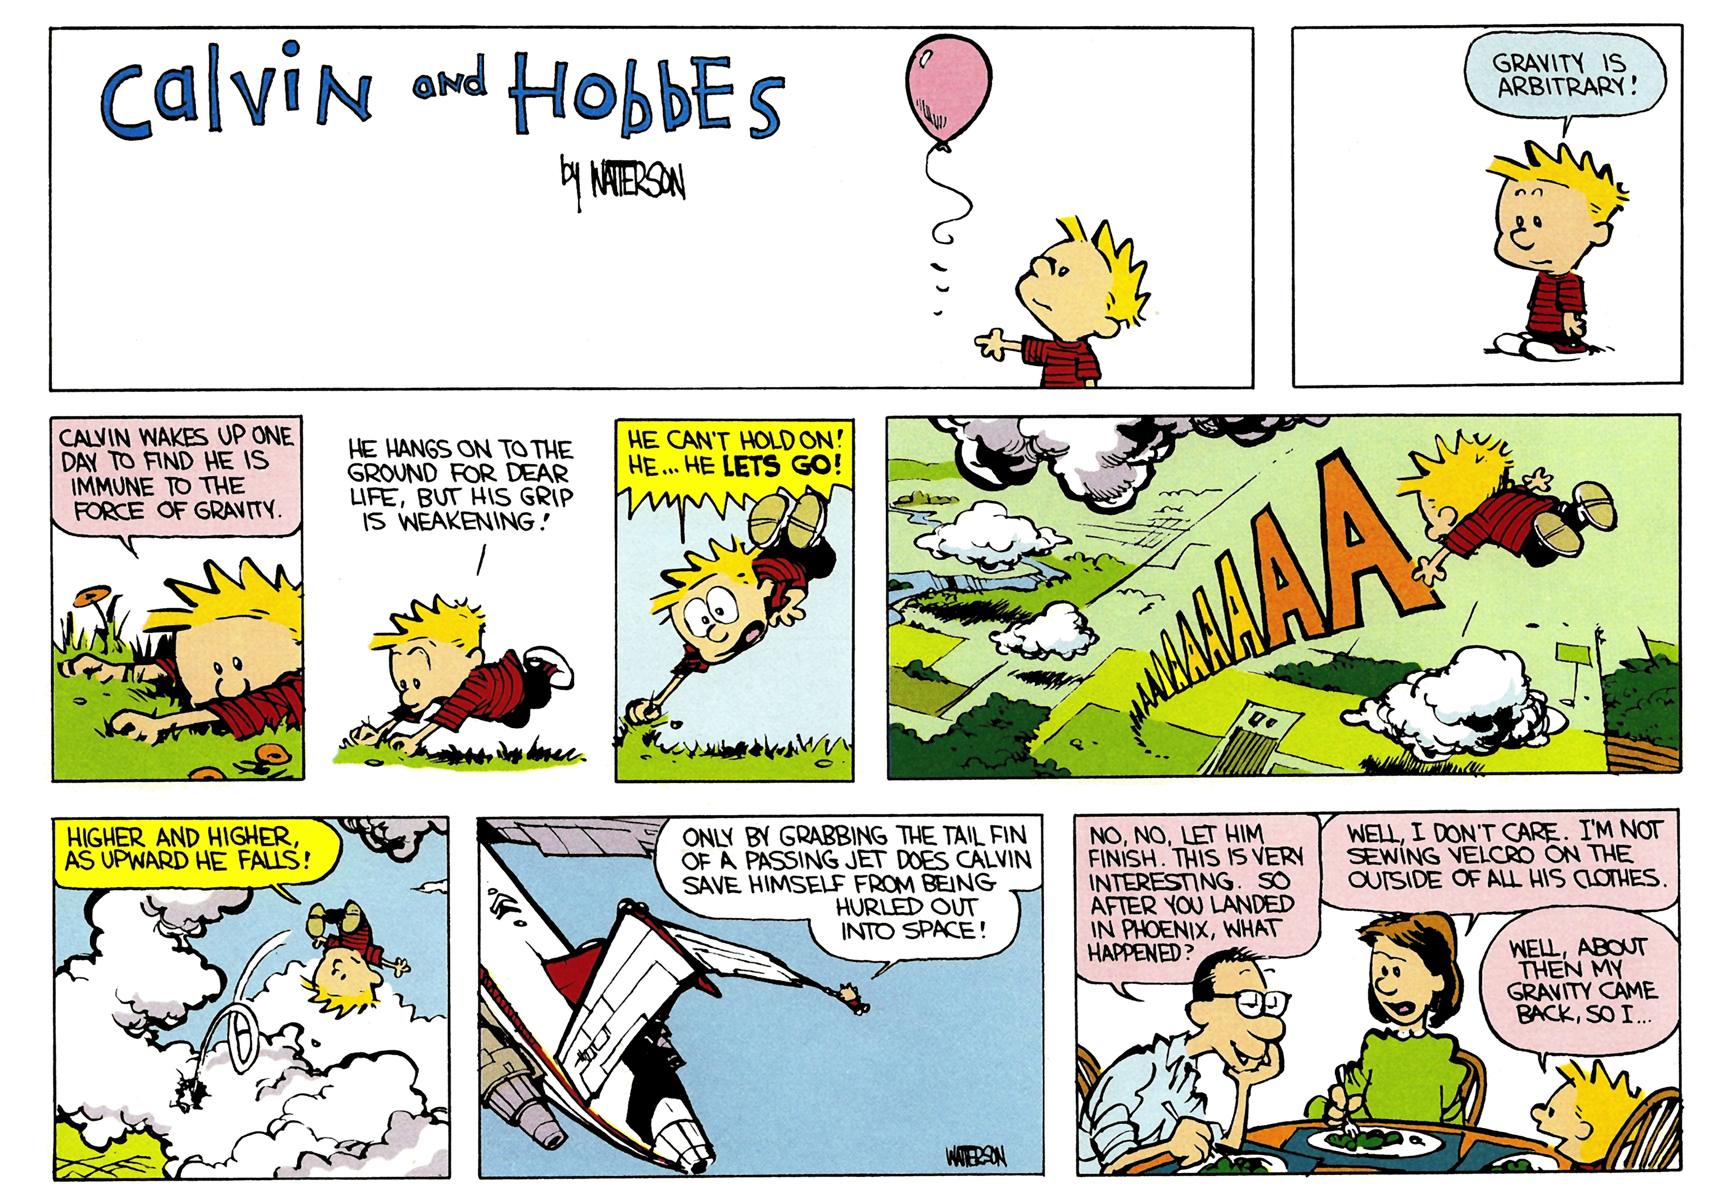 Calvin and Hobbes
by WATTERSON
GRAVITY IS
ARBITRARY!
CALVIN WAKES UP ONE
DAY TO FIND HE IS
IMMUNE TO THE
FORCE OF GRAVITY.
HE HANGS ON TO THE
GROUND FOR DEAR
LIFE, BUT HIS GRIP
IS WEAKENING!
HE CAN'T HOLD ON!
HE... HE LETS GO!
AAAAAAAAAA
HIGHER AND HIGHER,
AS UPWARD HE FALLS!
ONLY BY GRABBING THE TAIL FIN
OF A PASSING JET DOES CALVIN
SAVE HIMSELF FROM BEING
HURLED OUT
INTO SPACE!
WATTERSON
NO, NO, LET HIM
FINISH. THIS IS VERY
INTERESTING. SO
AFTER YOU LANDED
IN PHOENIX, WHAT
HAPPENED?
WELL, I DON'T CARE. I'M NOT
SEWING VELCRO ON THE
OUTSIDE OF ALL HIS CLOTHES.
WELL, ABOUT
THEN MY
GRAVITY CAME
BACK, SO I...